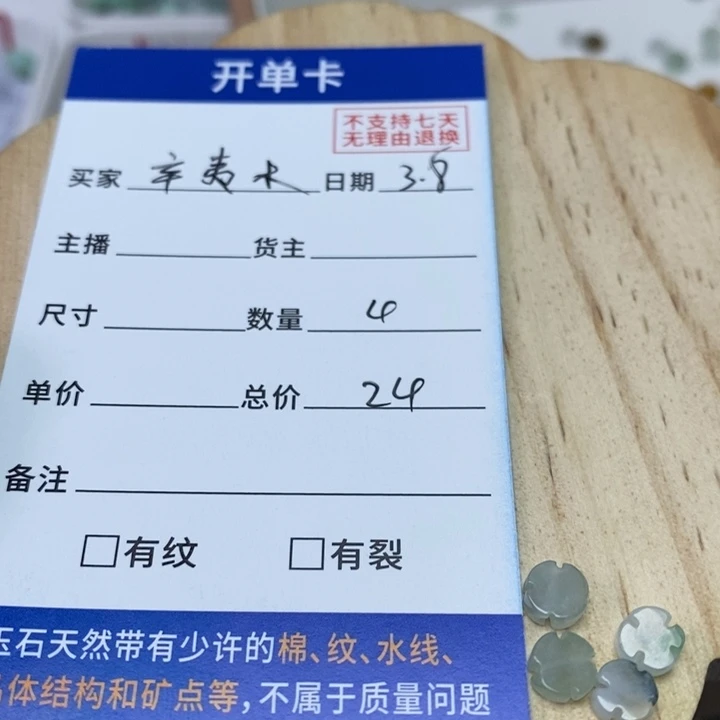 开单卡
不支持七天
无理由退换
买家 辛夷木 日期 3.8
主播 货主
尺寸 数量 4
单价 总价 24
备注
□有纹 □有裂
玉石天然带有少许的棉、纹、水线、
晶体结构和矿点等，不属于质量问题